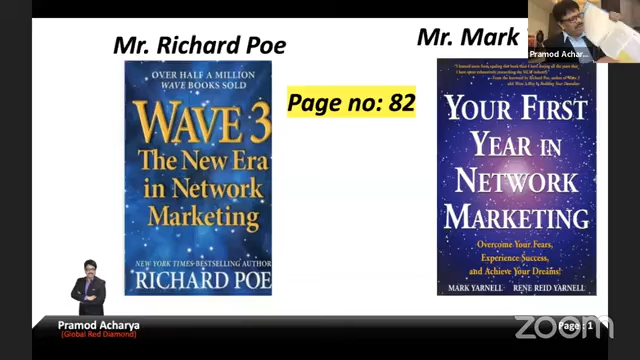 Mr. Richard Poe
Mr. Mark
Pramod Achar...
OVER HALF A MILLION
WAVE BOOKS SOLD
WAVE 3
The New Era
in Network
Marketing
NEW YORK TIMES-BESTSELLING AUTHOR
RICHARD POE
Page no: 82
YOUR FIRST
YEAR IN
NETWORK
MARKETING
Overcome Your Fears,
Experience Success,
and Achieve Your Dreams!
MARK YARNELL RENE REID YARNELL
Pramod Acharya
(Global Red Diamond)
zoom
Page: 1